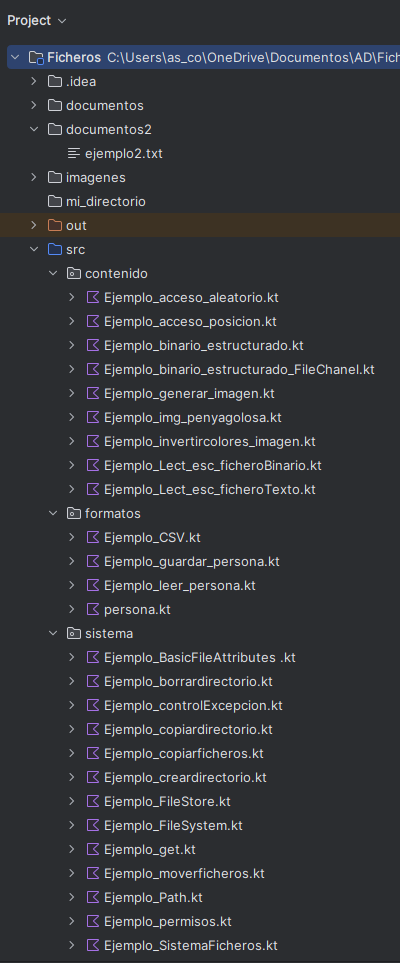 Project
Ficheros C:\Users\as_co\OneDrive\Documentos\AD\Fich
.idea
documentos
documentos2
ejemplo2.txt
imagenes
mi_directorio
out
src
contenido
Ejemplo_acceso_aleatorio.kt
Ejemplo_acceso_posicion.kt
Ejemplo_binario_estructurado.kt
Ejemplo_binario_estructurado_FileChanel.kt
Ejemplo_generar_imagen.kt
Ejemplo_img_penyagolosa.kt
Ejemplo_invertircolores_imagen.kt
Ejemplo_Lect_esc_ficheroBinario.kt
Ejemplo_Lect_esc_ficheroTexto.kt
formatos
Ejemplo_CSV.kt
Ejemplo_guardar_persona.kt
Ejemplo_leer_persona.kt
persona.kt
sistema
Ejemplo_BasicFileAttributes .kt
Ejemplo_borrardirectorio.kt
Ejemplo_controlExcepcion.kt
Ejemplo_copiardirectorio.kt
Ejemplo_copiarficheros.kt
Ejemplo_creardirectorio.kt
Ejemplo_FileStore.kt
Ejemplo_FileSystem.kt
Ejemplo_get.kt
Ejemplo_moverficheros.kt
Ejemplo_Path.kt
Ejemplo_permisos.kt
Ejemplo_SistemaFicheros.kt